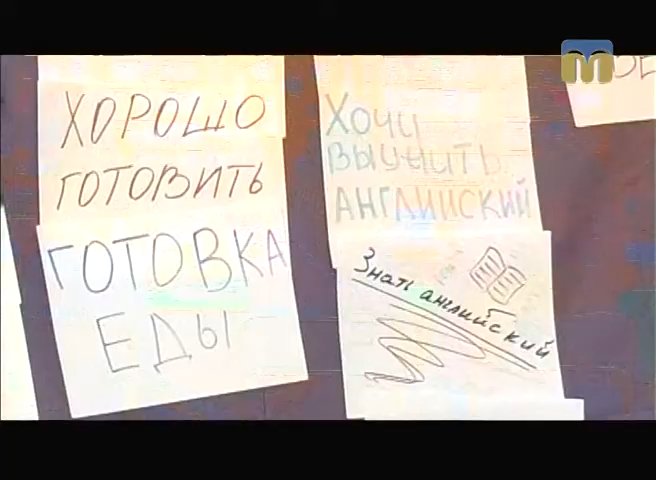 ХОРОШО
ГОТОВИТЬ
ГОТОВКА
ЕДЫ
ХОЧУ
ВЫУЧИТЬ
АНГЛИЙСКИЙ
Знать английский